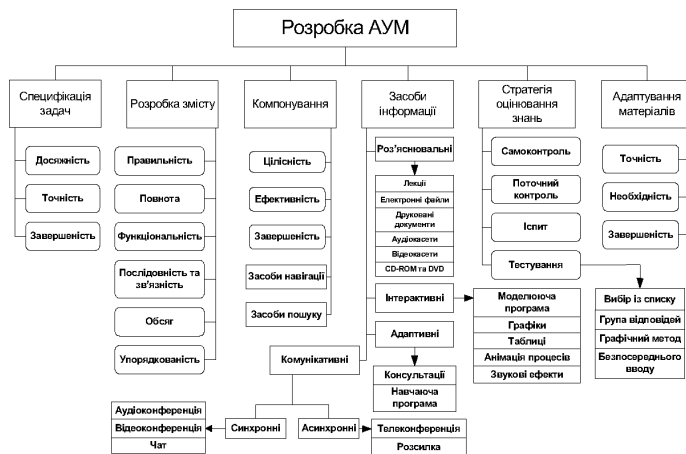 Розробка АУМ
Специфікація
задач
Розробка змісту
Компонування
Засоби
інформації
Стратегія
оцінювання
знань
Адаптування
матеріалів
Досяжність
Точність
Завершеність
Правильність
Повнота
Функціональність
Послідовність та
зв'язність
Обсяг
Упорядкованість
Цілісність
Ефективність
Завершеність
Засоби навігації
Засоби пошуку
Роз'яснювальні
Лекції
Електронні файли
Друковані
документи
Аудіокасети
Відеокасети
CD-ROM та DVD
Інтерактивні
Адаптивні
Консультації
Навчаюча
програма
Комунікативні
Синхронні
Асинхронні
Аудіоконференція
Відеоконференція
Чат
Телеконференція
Розсилка
Самоконтроль
Поточний
контроль
Іспит
Тестування
Моделююча
програма
Графіки
Таблиці
Анімація процесів
Звукові ефекти
Точність
Необхідність
Завершеність
Вибір із списку
Група відповідей
Графічний метод
Безпосереднього
вводу